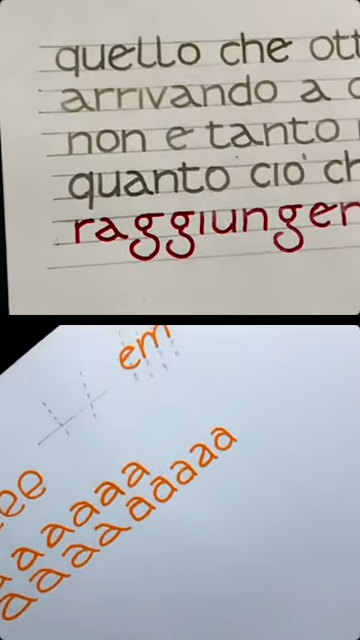 quello che ott
arrivando a
non e tanto
quanto ciò ch
raggiunger
em
ee
aaaaaa
aaaaaaaaa